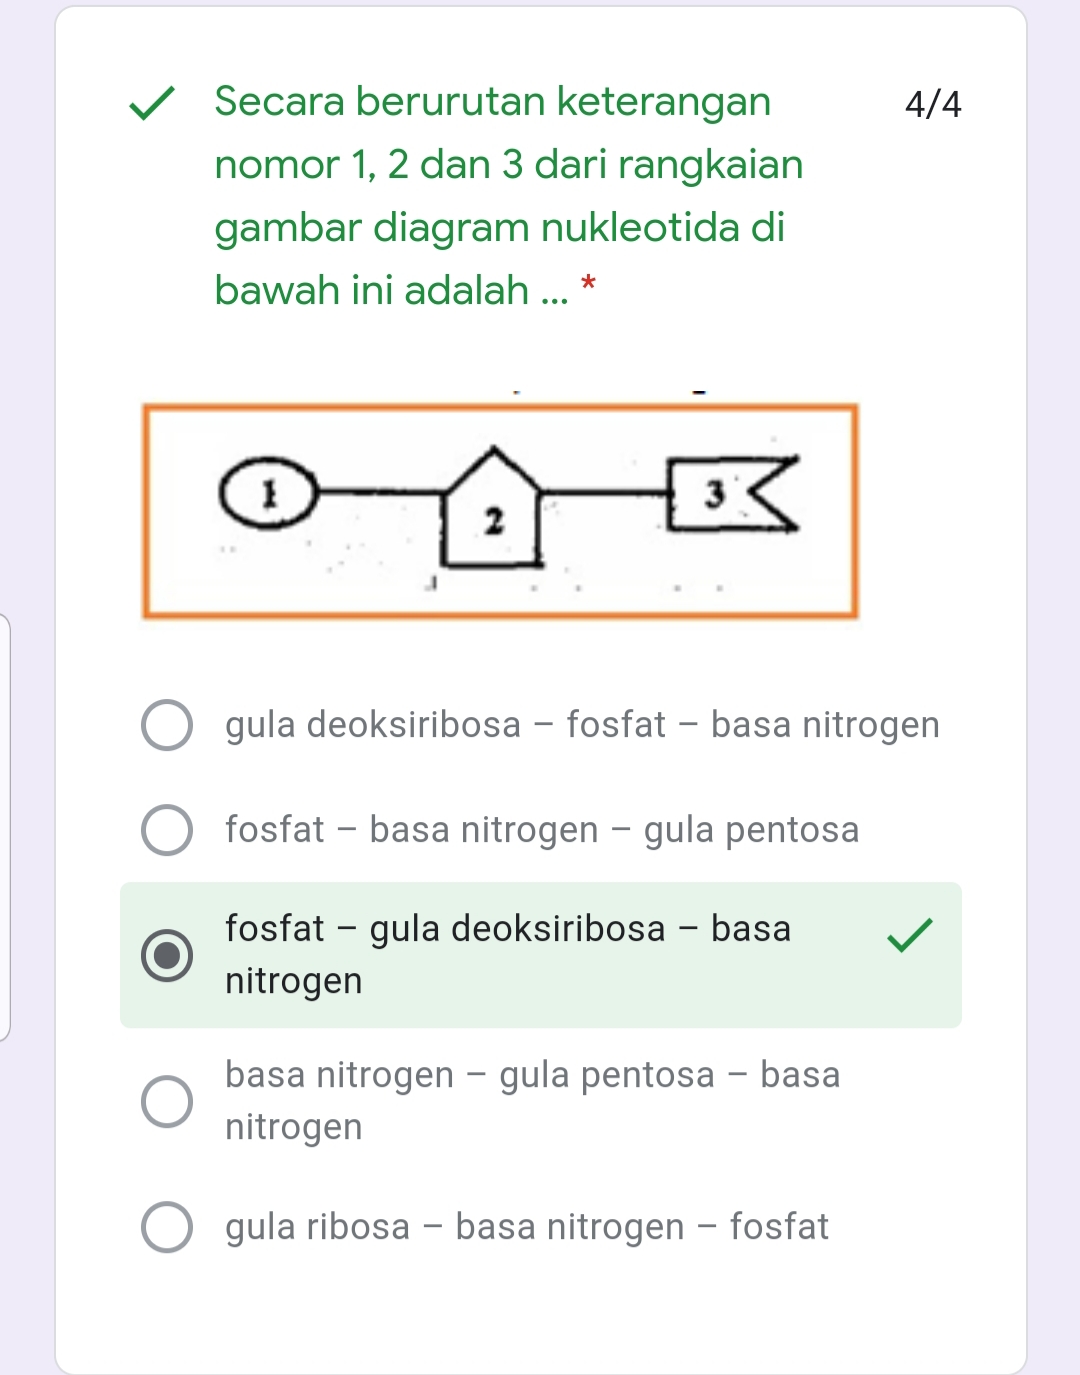 Secara berurutan keterangan
4/4
nomor 1, 2 dan 3 dari rangkaian
gambar diagram nukleotida di
bawah ini adalah ... *
1
2
3
gula deoksiribosa – fosfat – basa nitrogen
fosfat – basa nitrogen – gula pentosa
fosfat – gula deoksiribosa – basa
nitrogen
basa nitrogen – gula pentosa – basa
nitrogen
gula ribosa – basa nitrogen – fosfat